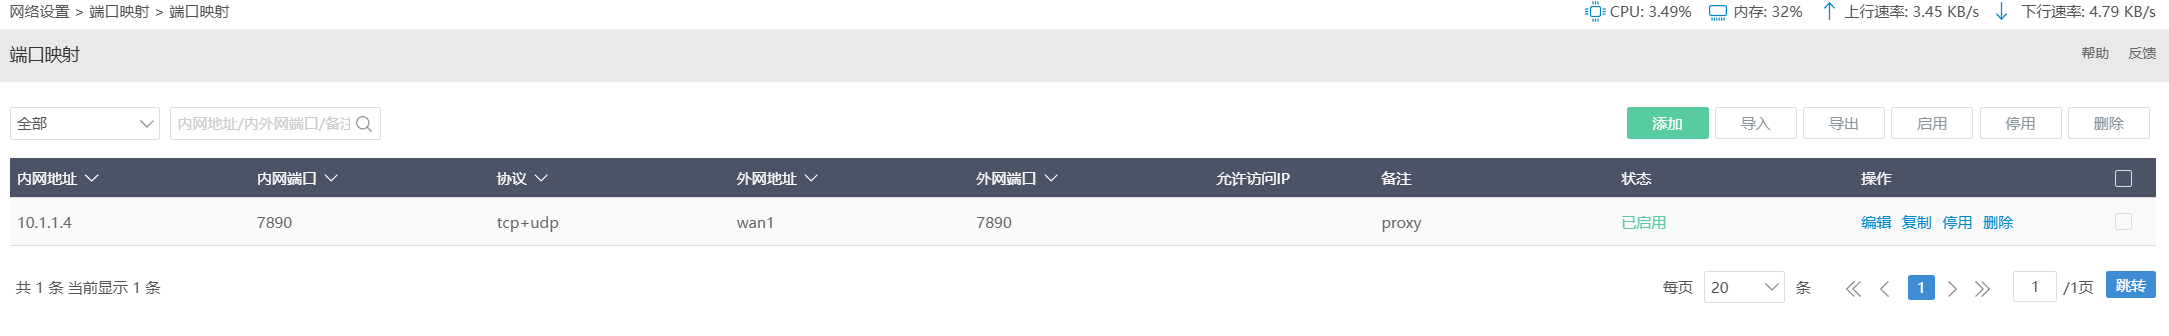 网络设置 > 端口映射 > 端口映射 CPU: 3.49% 内存: 32% 上行速率: 3.45 KB/s 下行速率: 4.79 KB/s
端口映射 帮助 反馈
全部 内网地址/内外网端口/备注 添加 导入 导出 启用 停用 删除
内网地址 内网端口 协议 外网地址 外网端口 允许访问IP 备注 状态 操作
10.1.1.4 7890 tcp+udp wan1 7890 proxy 已启用 编辑 复制 停用 删除
共 1 条 当前显示 1 条 每页 20 条 1 1 /1页 跳转